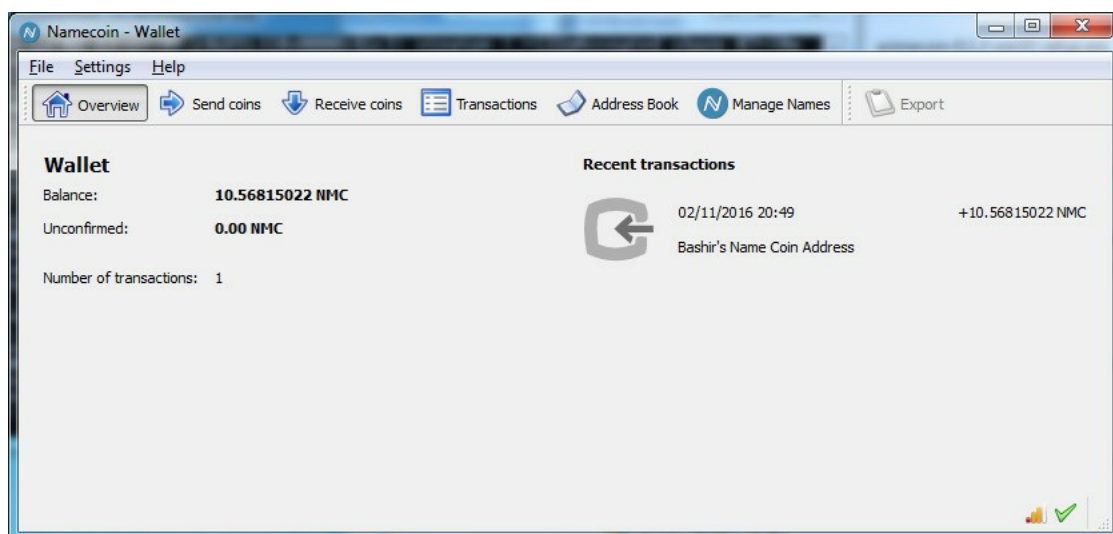 Namecoin - Wallet
File Settings Help
Overview Send coins Receive coins Transactions Address Book Manage Names Export
Wallet
Balance: 10.56815022 NMC
Unconfirmed: 0.00 NMC
Number of transactions: 1
Recent transactions
02/11/2016 20:49 +10.56815022 NMC
Bashir's Name Coin Address